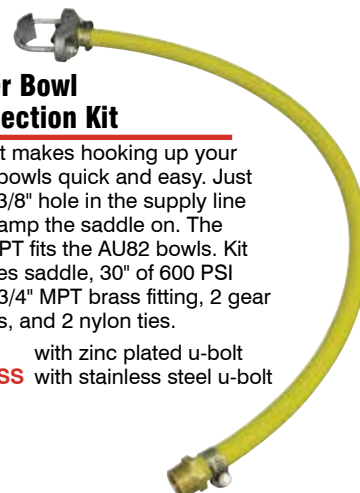 er Bowl
ection Kit
t makes hooking up your
bowls quick and easy. Just
3/8" hole in the supply line
amp the saddle on. The
PT fits the AU82 bowls. Kit
es saddle, 30" of 600 PSI
3/4" MPT brass fitting, 2 gear
s, and 2 nylon ties.
with zinc plated u-bolt
SS with stainless steel u-bolt